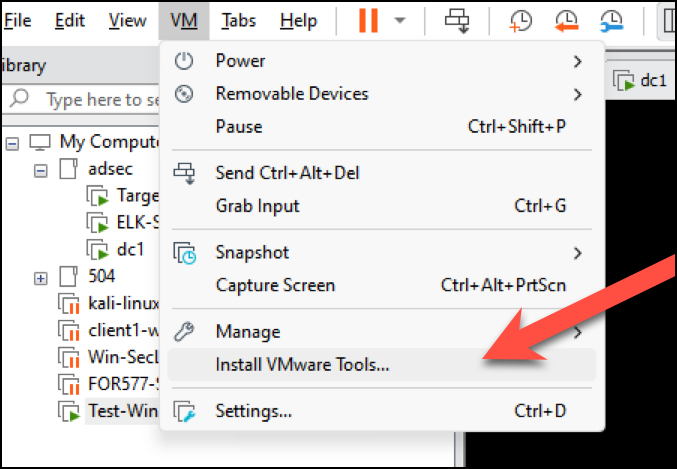 File Edit View VM Tabs Help
ibrary
Type here to se
My Compute
adsec
Targe
ELK-S
dc1
504
kali-linux
client1-w
Win-SecL
FOR577-S
Test-Win
Power
Removable Devices
Pause Ctrl+Shift+P
Send Ctrl+Alt+Del
Grab Input Ctrl+G
Snapshot
Capture Screen Ctrl+Alt+PrtScn
Manage
Install VMware Tools...
Settings... Ctrl+D
dc1